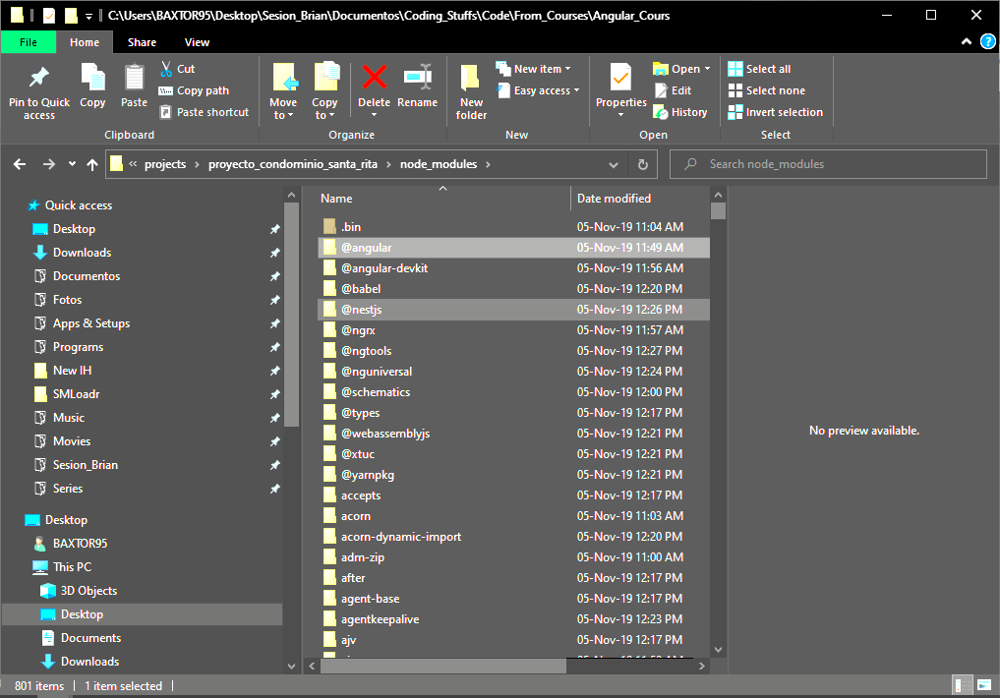 C:\Users\BAXTOR95\Desktop\Sesion_Brian\Documentos\Coding_Stuffs\Code\From_Courses\Angular_Cours
File Home Share View
Pin to Quick access
Copy
Paste
Cut
Copy path
Paste shortcut
Clipboard
Move to
Copy to
Delete
Rename
Organize
New folder
New item
Easy access
New
Properties
Open
Edit
History
Open
Select all
Select none
Invert selection
Select
« projects › proyecto_condominio_santa_rita › node_modules ›
Search node_modules
Quick access
Desktop
Downloads
Documentos
Fotos
Apps & Setups
Programs
New IH
SMLoadr
Music
Movies
Sesion_Brian
Series
Desktop
BAXTOR95
This PC
3D Objects
Desktop
Documents
Downloads
Name Date modified
.bin 05-Nov-19 11:04 AM
@angular 05-Nov-19 11:49 AM
@angular-devkit 05-Nov-19 11:56 AM
@babel 05-Nov-19 12:20 PM
@nestjs 05-Nov-19 12:26 PM
@ngrx 05-Nov-19 11:57 AM
@ngtools 05-Nov-19 12:27 PM
@nguniversal 05-Nov-19 12:24 PM
@schematics 05-Nov-19 12:00 PM
@types 05-Nov-19 12:17 PM
@webassemblyjs 05-Nov-19 12:21 PM
@xtuc 05-Nov-19 12:21 PM
@yarnpkg 05-Nov-19 12:21 PM
accepts 05-Nov-19 12:17 PM
acorn 05-Nov-19 11:03 AM
acorn-dynamic-import 05-Nov-19 12:20 PM
adm-zip 05-Nov-19 11:00 AM
after 05-Nov-19 12:17 PM
agent-base 05-Nov-19 12:17 PM
agentkeepalive 05-Nov-19 12:23 PM
ajv 05-Nov-19 12:17 PM
No preview available.
801 items 1 item selected